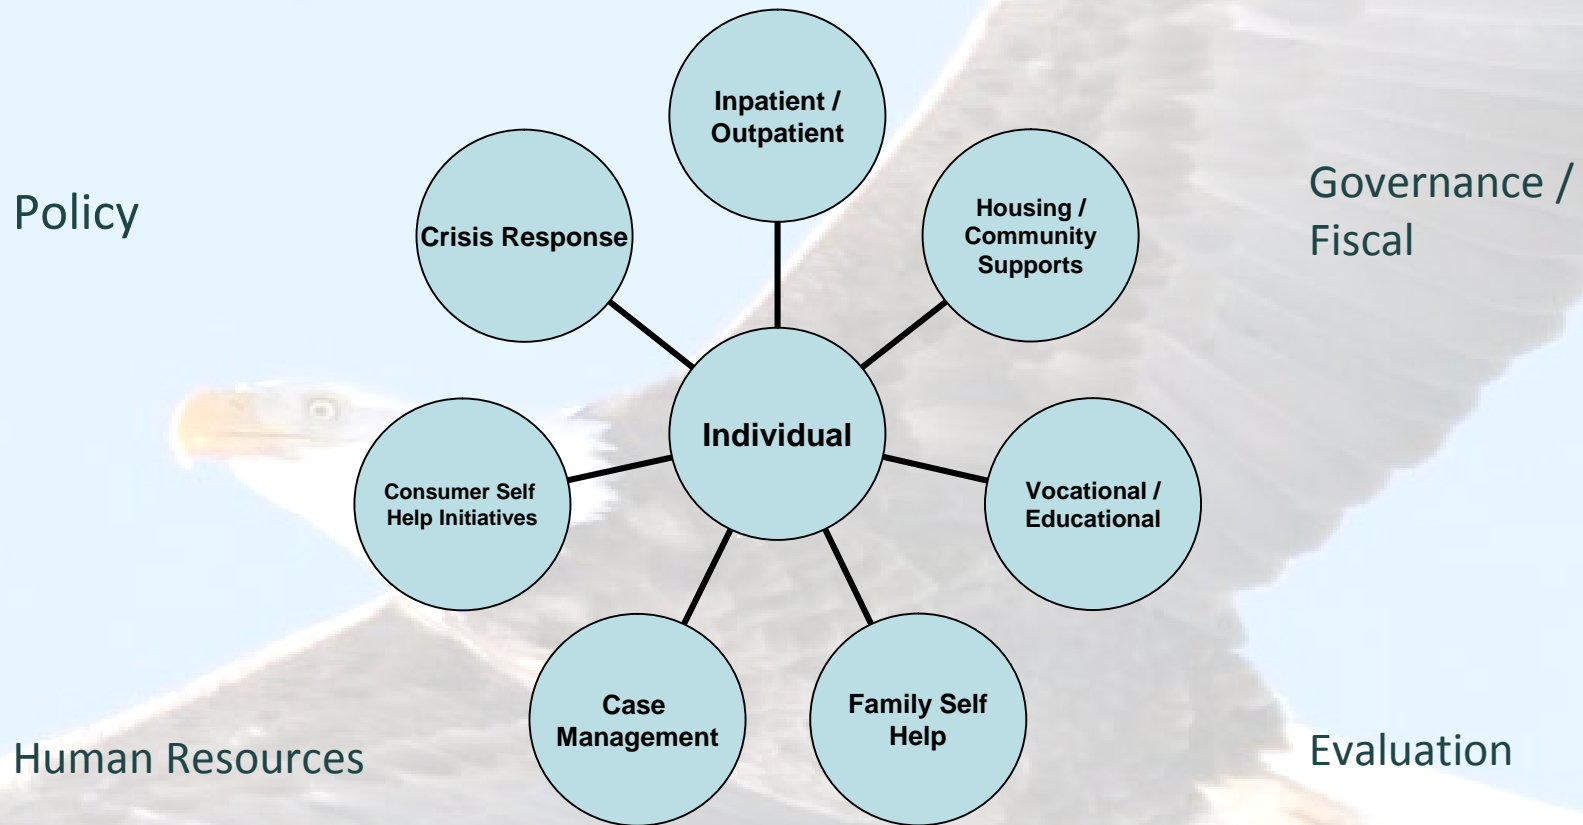 Inpatient /
Outpatient
Policy
Crisis Response
Housing /
Community
Supports
Governance /
Fiscal
Individual
Consumer Self
Help Initiatives
Vocational /
Educational
Case
Management
Family Self
Help
Human Resources
Evaluation